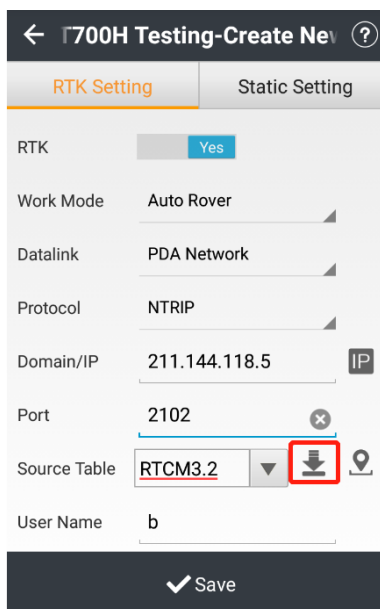 T700H Testing-Create Nev ?
RTK Setting Static Setting
RTK Yes
Work Mode Auto Rover
Datalink PDA Network
Protocol NTRIP
Domain/IP 211.144.118.5 IP
Port 2102
Source Table RTCM3.2
User Name b
Save